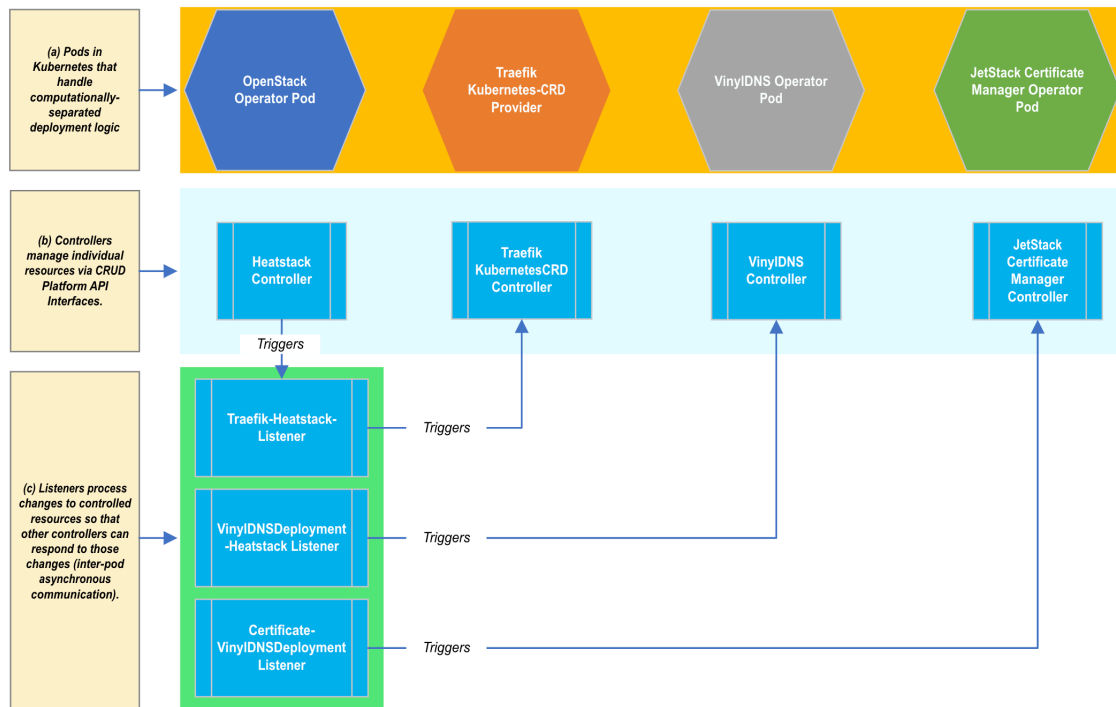 (a) Pods in
Kubernetes that
handle
computationally-
separated
deployment logic
OpenStack
Operator Pod
Traefik
Kubernetes-CRD
Provider
VinylDNS Operator
Pod
JetStack Certificate
Manager Operator
Pod
(b) Controllers
manage individual
resources via CRUD
Platform API
Interfaces.
Heatstack
Controller
Traefik
KubernetesCRD
Controller
VinylDNS
Controller
JetStack
Certificate
Manager
Controller
Triggers
(c) Listeners process
changes to controlled
resources so that
other controllers can
respond to those
changes (inter-pod
asynchronous
communication).
Traefik-Heatstack-
Listener
Triggers
VinylDNSDeployment
-Heatstack Listener
Triggers
Certificate-
VinylDNSDeployment
Listener
Triggers